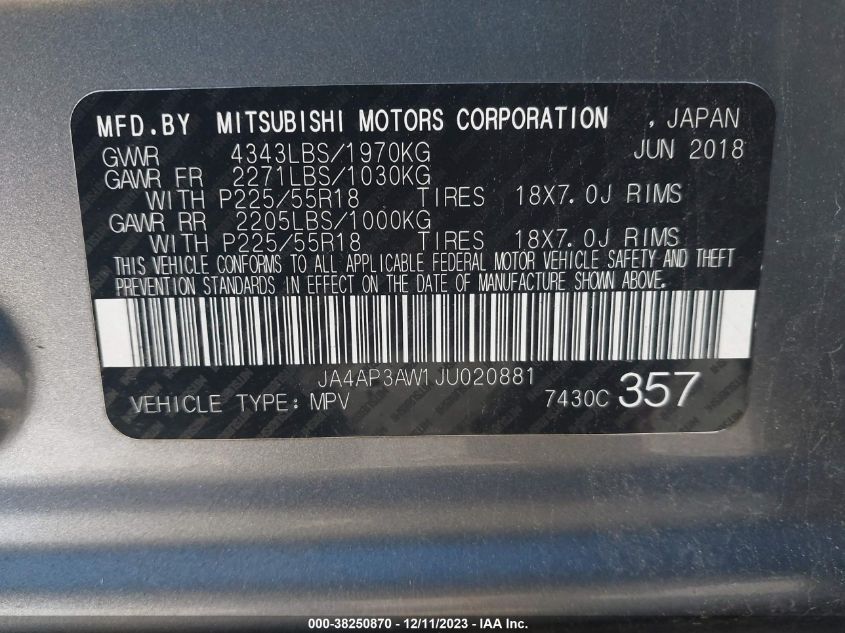 MFD.BY MITSUBISHI MOTORS CORPORATION , JAPAN
GVWR 4343LBS/1970KG JUN 2018
GAWR FR 2271LBS/1030KG
WITH P225/55R18 TIRES 18X7.0J RIMS
GAWR RR 2205LBS/1000KG
WITH P225/55R18 TIRES 18X7.0J RIMS
THIS VEHICLE CONFORMS TO ALL APPLICABLE FEDERAL MOTOR VEHICLE SAFETY AND THEFT
PREVENTION STANDARDS IN EFFECT ON THE DATE OF MANUFACTURE SHOWN ABOVE.
JA4AP3AW1JU020881
VEHICLE TYPE: MPV 7430C 357
000-38250870 - 12/11/2023 - IAA Inc.